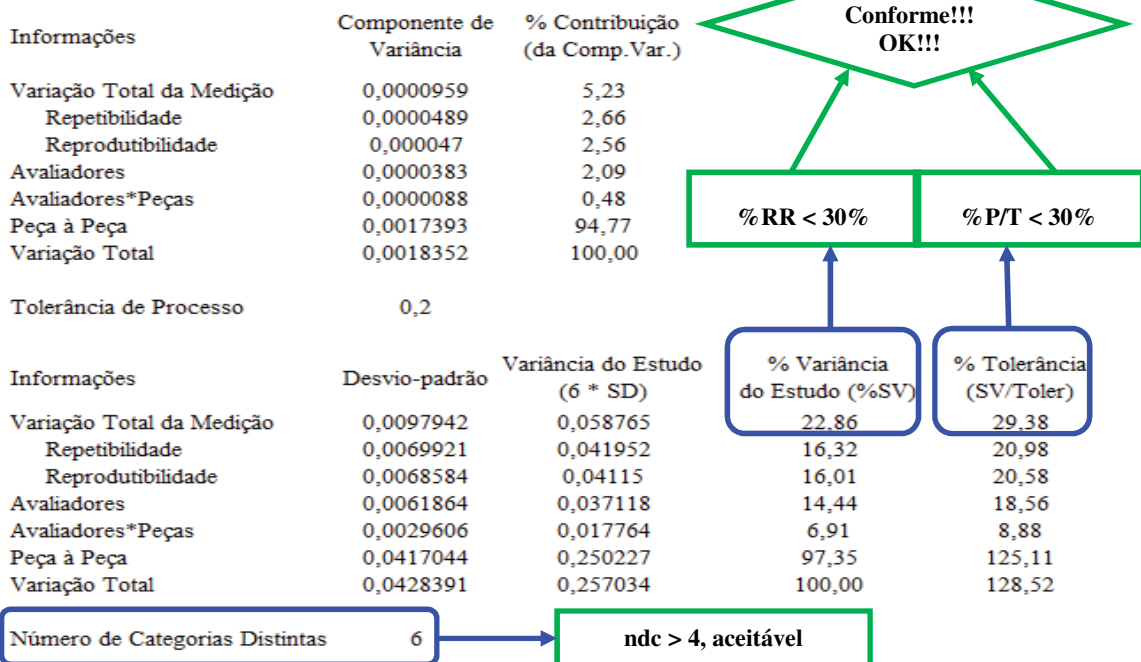 Conforme!!!
OK!!!
Informações Componente de Variância % Contribuição (da Comp.Var.)
Variação Total da Medição 0,0000959 5,23
Repetibilidade 0,0000489 2,66
Reprodutibilidade 0,000047 2,56
Avaliadores 0,0000383 2,09
Avaliadores*Peças 0,0000088 0,48
Peça à Peça 0,0017393 94,77
Variação Total 0,0018352 100,00
%RR < 30% %P/T < 30%
Tolerância de Processo 0,2
Informações Desvio-padrão Variância do Estudo (6 * SD) % Variância do Estudo (%SV) % Tolerância (SV/Toler)
Variação Total da Medição 0,0097942 0,058765 22,86 29,38
Repetibilidade 0,0069921 0,041952 16,32 20,98
Reprodutibilidade 0,0068584 0,04115 16,01 20,58
Avaliadores 0,0061864 0,037118 14,44 18,56
Avaliadores*Peças 0,0029606 0,017764 6,91 8,88
Peça à Peça 0,0417044 0,250227 97,35 125,11
Variação Total 0,0428391 0,257034 100,00 128,52
Número de Categorias Distintas 6 ndc > 4, aceitável